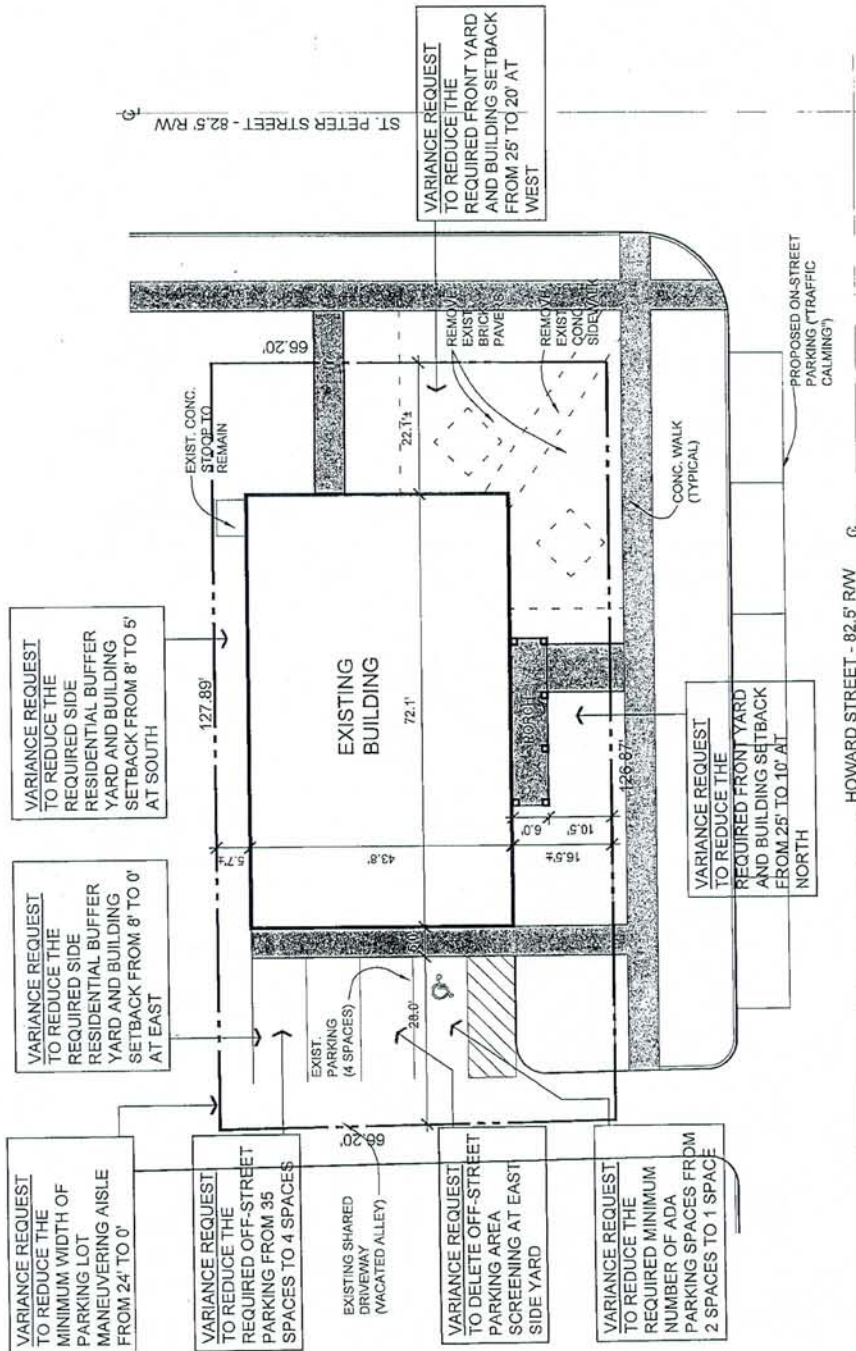 VARIANCE REQUEST
TO REDUCE THE
MINIMUM WIDTH OF
PARKING LOT
MANEUVERING AISLE
FROM 24' TO 0'
VARIANCE REQUEST
TO REDUCE THE
REQUIRED SIDE
RESIDENTIAL BUFFER
YARD AND BUILDING
SETBACK FROM 8' TO 0'
AT EAST
VARIANCE REQUEST
TO REDUCE THE
REQUIRED SIDE
RESIDENTIAL BUFFER
YARD AND BUILDING
SETBACK FROM 8' TO 5'
AT SOUTH
VARIANCE REQUEST
TO REDUCE THE
REQUIRED OFF-STREET
PARKING FROM 35
SPACES TO 4 SPACES
EXISTING SHARED
DRIVEWAY
(VACATED ALLEY)
VARIANCE REQUEST
TO DELETE OFF-STREET
PARKING AREA
SCREENING AT EAST
SIDE YARD
VARIANCE REQUEST
TO REDUCE THE
REQUIRED MINIMUM
NUMBER OF ADA
PARKING SPACES FROM
2 SPACES TO 1 SPACE
66.20'
127.89'
EXIST.
PARKING
(4 SPACES)
28.0'
5.7'±
43.8'
16.5'±
6.0'
10.5'
EXISTING
BUILDING
72.1'
PORCH
126.87'
EXIST. CONC.
STOOP TO
REMAIN
66.20'
22.1'±
REMOVE
EXIST.
BRICK
PAVERS
REMOVE
EXIST.
CONC.
SIDEWALK
CONC. WALK
(TYPICAL)
VARIANCE REQUEST
TO REDUCE THE
REQUIRED FRONT YARD
AND BUILDING SETBACK
FROM 25' TO 10' AT
NORTH
VARIANCE REQUEST
TO REDUCE THE
REQUIRED FRONT YARD
AND BUILDING SETBACK
FROM 25' TO 20' AT
WEST
ST. PETER STREET - 82.5' R/W
PROPOSED ON-STREET
PARKING ("TRAFFIC
CALMING")
HOWARD STREET - 82.5' R/W